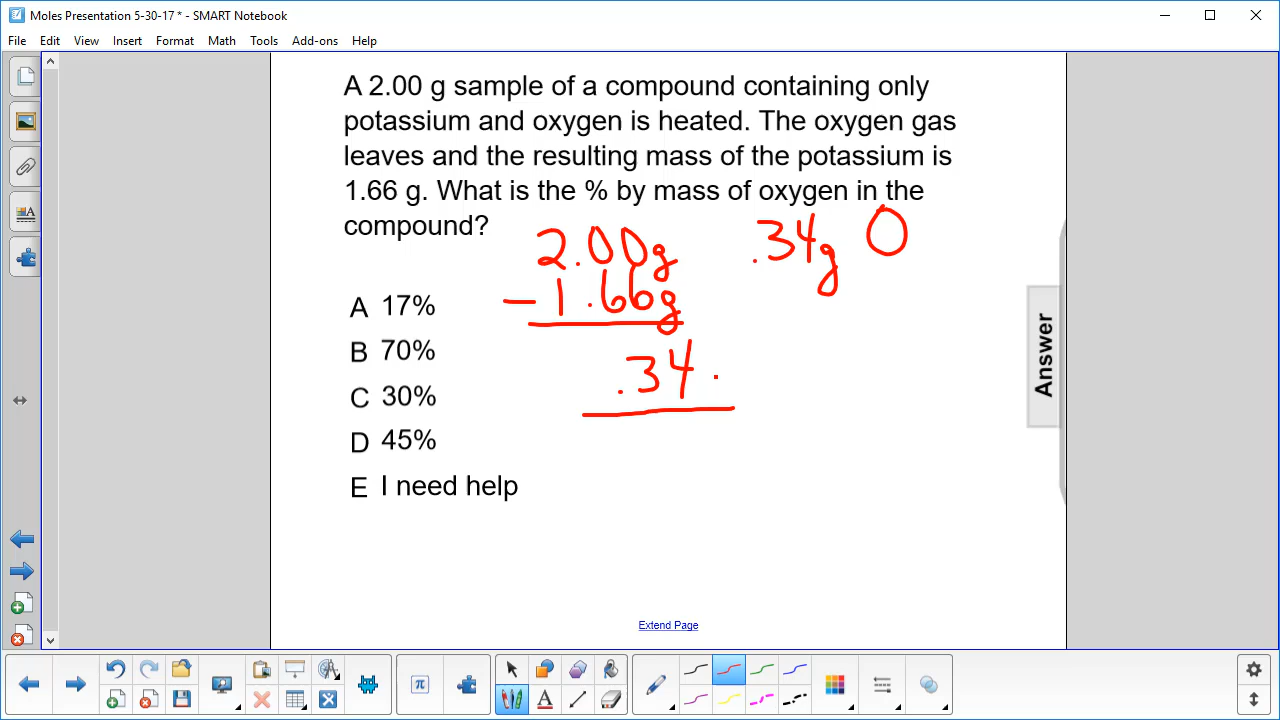 Moles Presentation 5-30-17 * - SMART Notebook
File Edit View Insert Format Math Tools Add-ons Help
A 2.00 g sample of a compound containing only
potassium and oxygen is heated. The oxygen gas
leaves and the resulting mass of the potassium is
1.66 g. What is the % by mass of oxygen in the
compound?
2.00g .34g O
- 1.66g
.34
A 17%
B 70%
C 30%
D 45%
E I need help
Answer
Extend Page
π
A